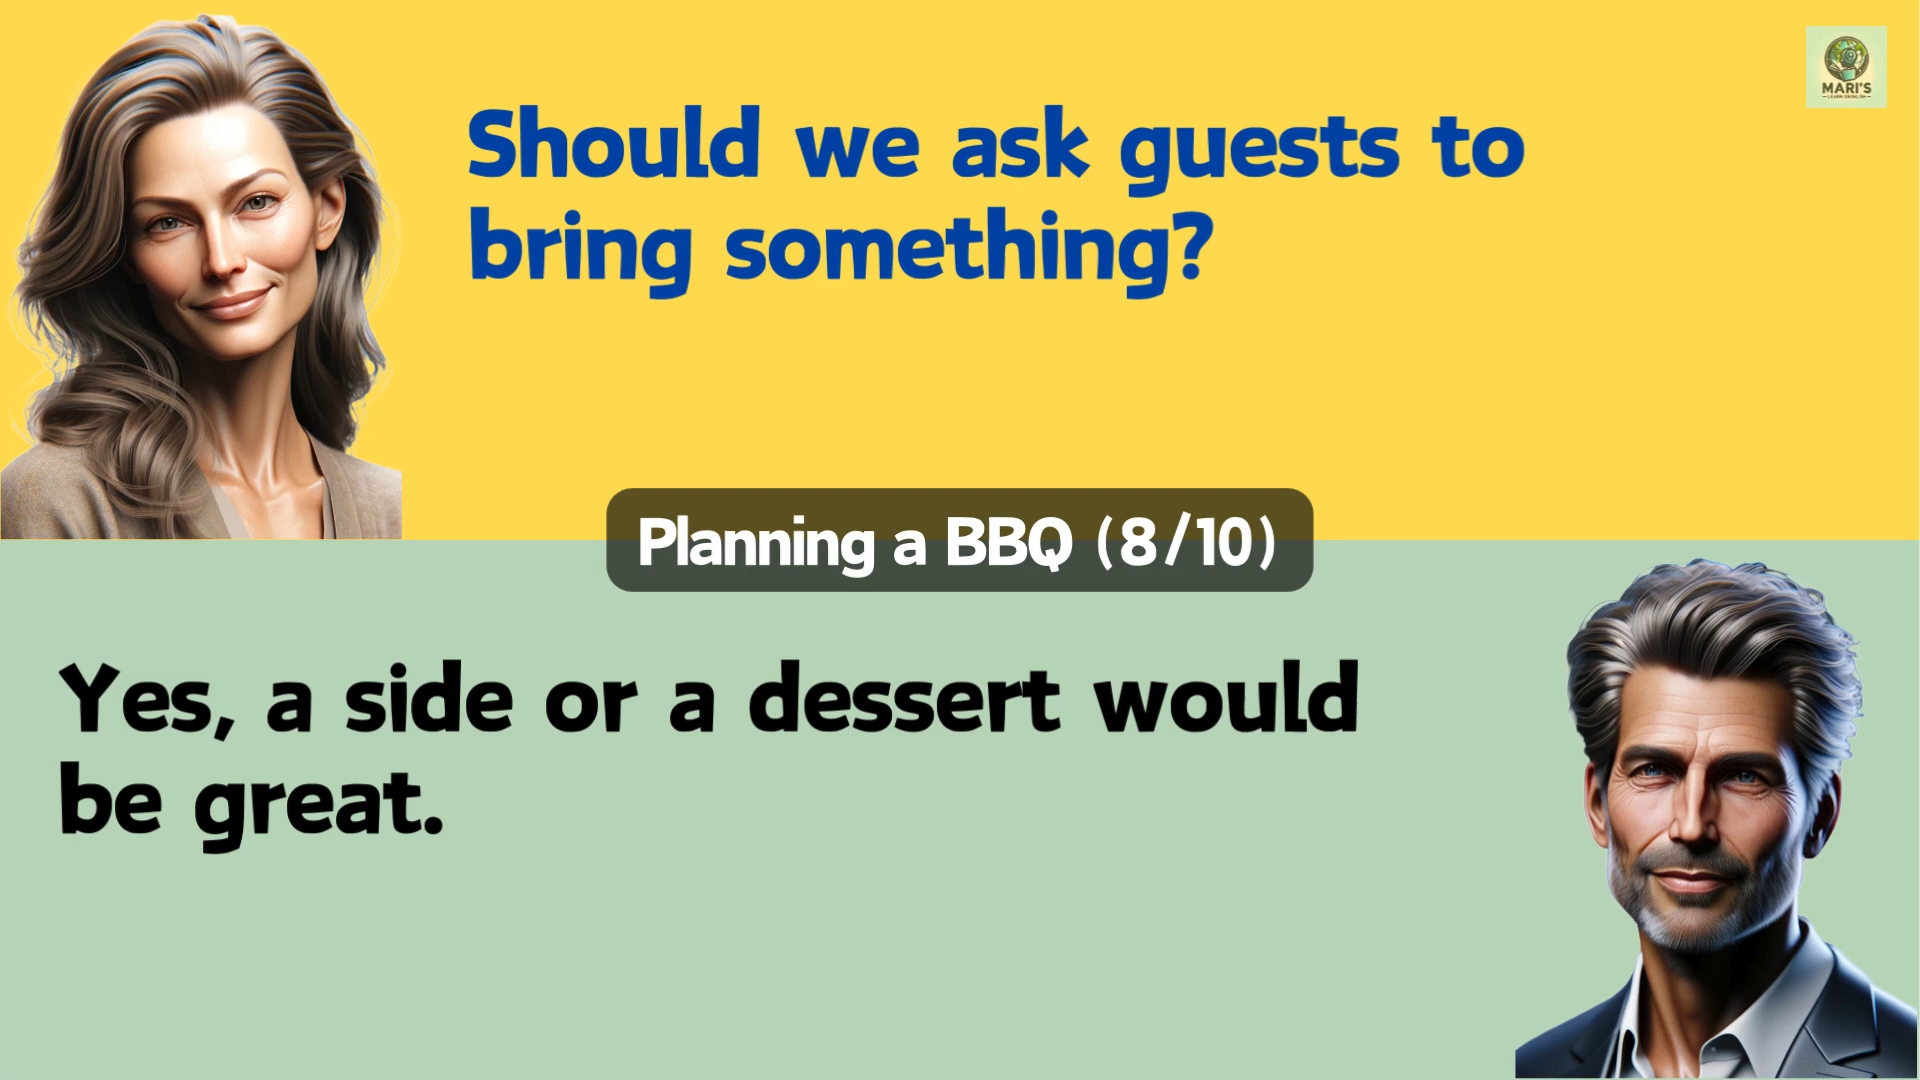 MARI'S
Should we ask guests to
bring something?
Planning a BBQ (8/10)
Yes, a side or a dessert would
be great.